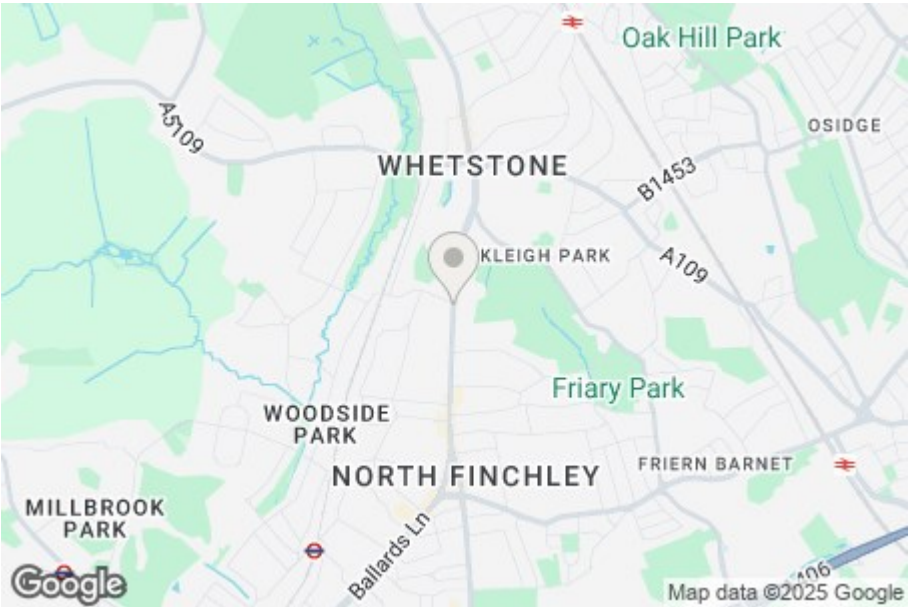 Oak Hill Park
OSIDGE
A5109
WHETSTONE
B1453
KLEIGH PARK
A109
Friary Park
WOODSIDE
PARK
NORTH FINCHLEY
FRIERN BARNET
MILLBROOK
PARK
Ballards Ln
Google
406
Map data ©2025 Google